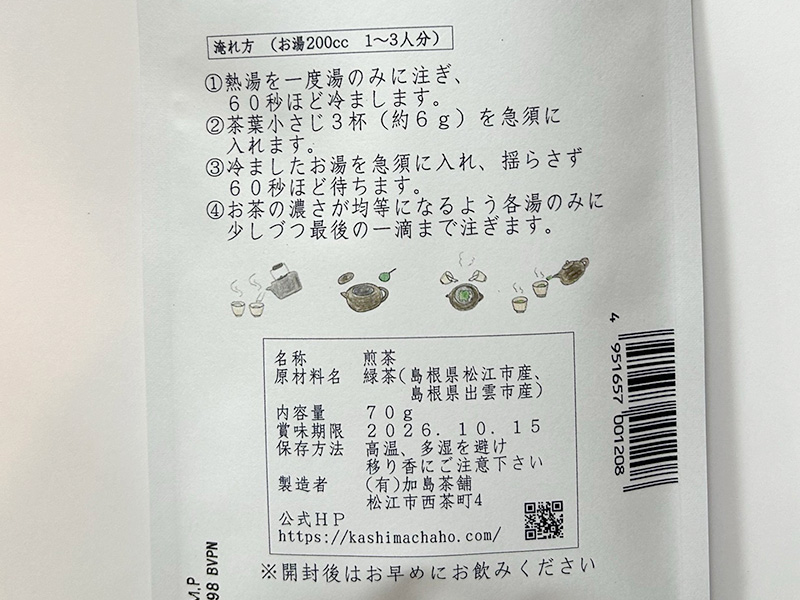 淹れ方　（お湯200cc　1〜3人分）
①熱湯を一度湯のみに注ぎ、
６０秒ほど冷まします。
②茶葉小さじ３杯（約６ｇ）を急須に
入れます。
③冷ましたお湯を急須に入れ、揺らさず
６０秒ほど待ちます。
④お茶の濃さが均等になるよう各湯のみに
少しづつ最後の一滴まで注ぎます。
名称　煎茶
原材料名　緑茶（島根県松江市産、
島根県出雲市産）
内容量　７０ｇ
賞味期限　２０２６．１０．１５
保存方法　高温、多湿を避け
移り香にご注意下さい
製造者　（有）加島茶舗
松江市西茶町4
公式ＨＰ
https://kashimachaho.com/
※開封後はお早めにお飲みください
4 951657 001208
M.P
98 BVPN